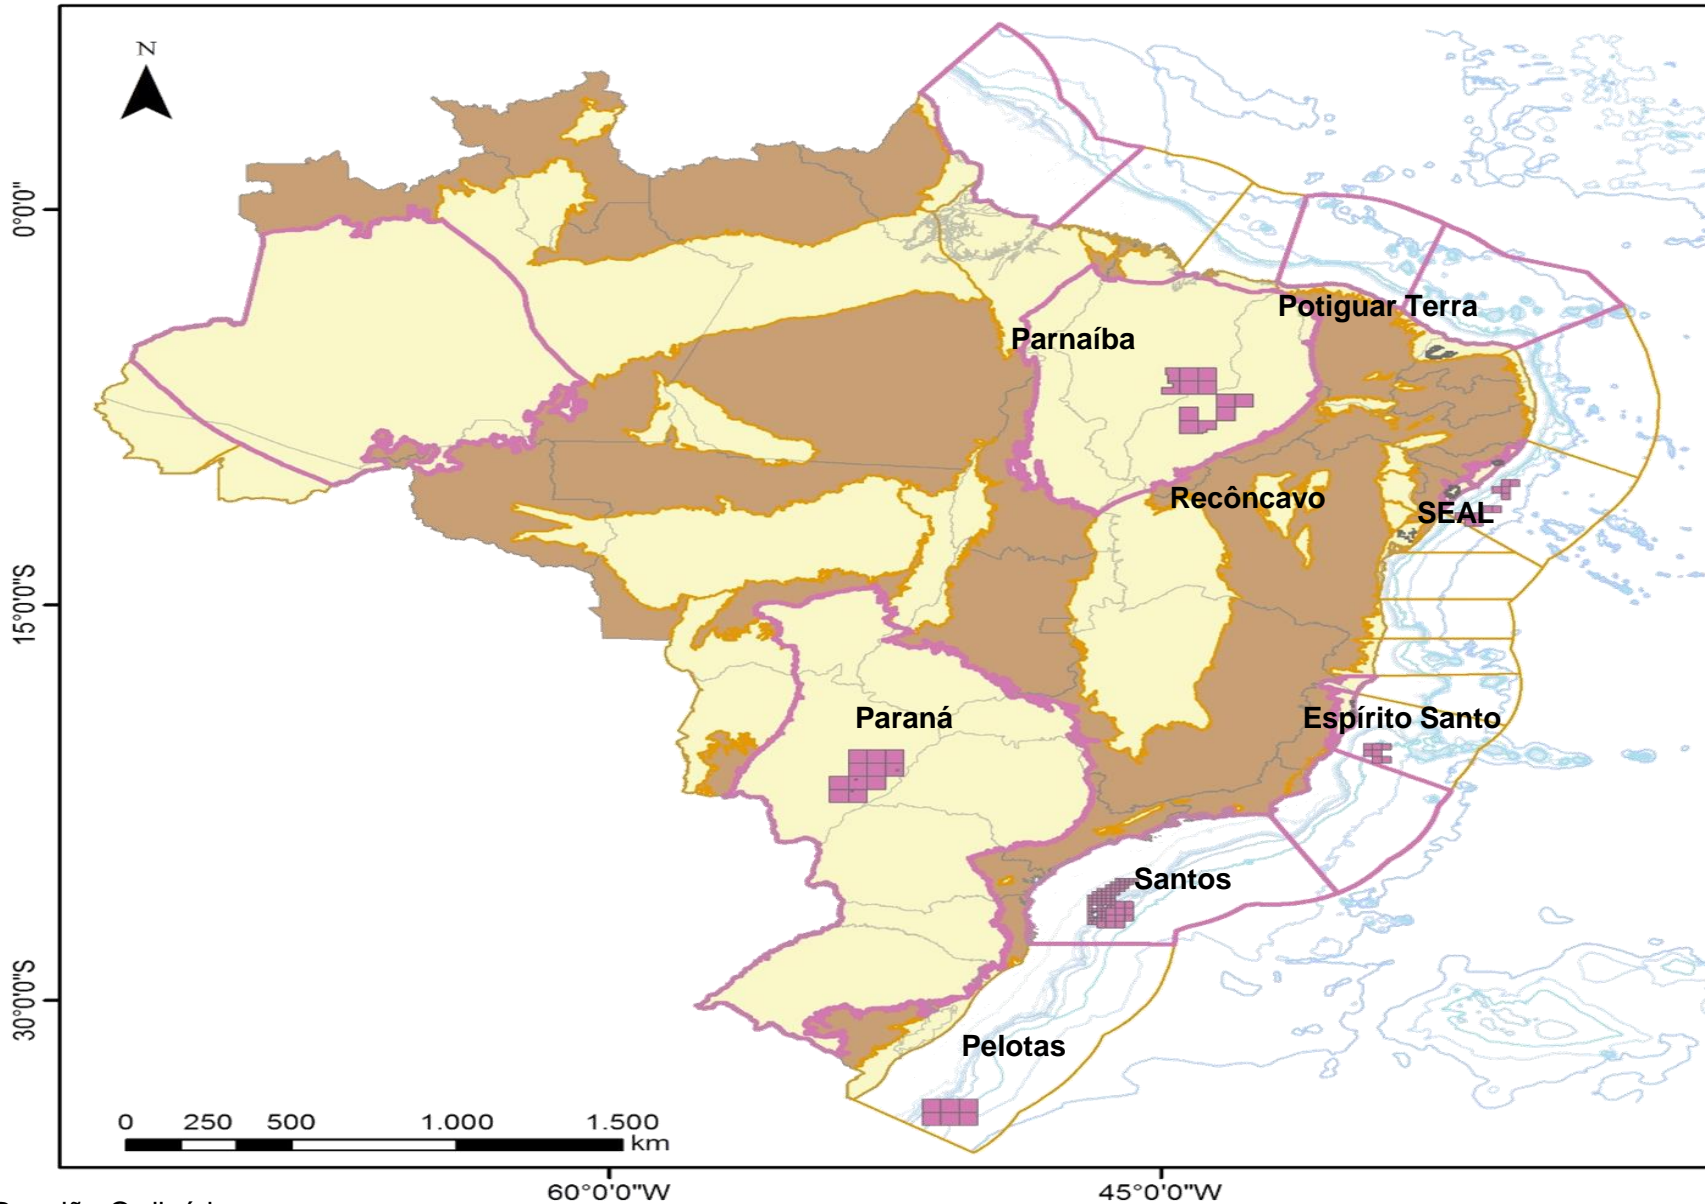 N
0°0'0"
15°0'0"S
30°0'0"S
Potiguar Terra
Parnaíba
Recôncavo
SEAL
Paraná
Espírito Santo
Santos
Pelotas
0 250 500 1.000 1.500
km
60°0'0"W 45°0'0"W